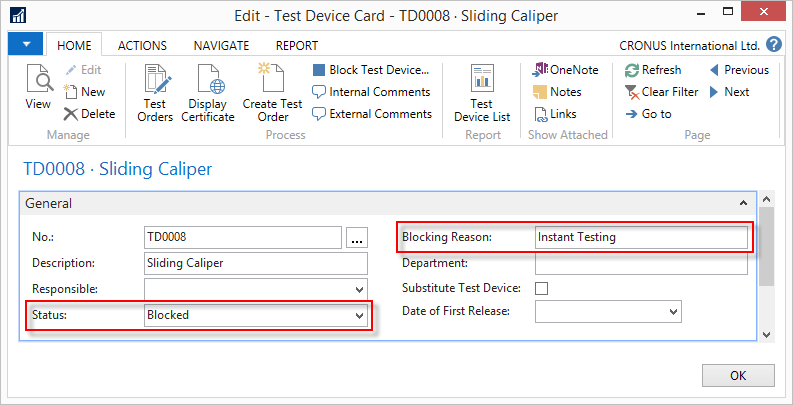 Edit - Test Device Card - TD0008 · Sliding Caliper
HOME ACTIONS NAVIGATE REPORT CRONUS International Ltd.
View
Edit
New
Delete
Manage
Test Orders
Display Certificate
Create Test Order
Block Test Device...
Internal Comments
External Comments
Process
Test Device List
Report
OneNote
Notes
Links
Show Attached
Refresh
Clear Filter
Go to
Previous
Next
Page
TD0008 · Sliding Caliper
General
No.: TD0008 ...
Description: Sliding Caliper
Responsible:
Status: Blocked
Blocking Reason: Instant Testing
Department:
Substitute Test Device:
Date of First Release:
OK